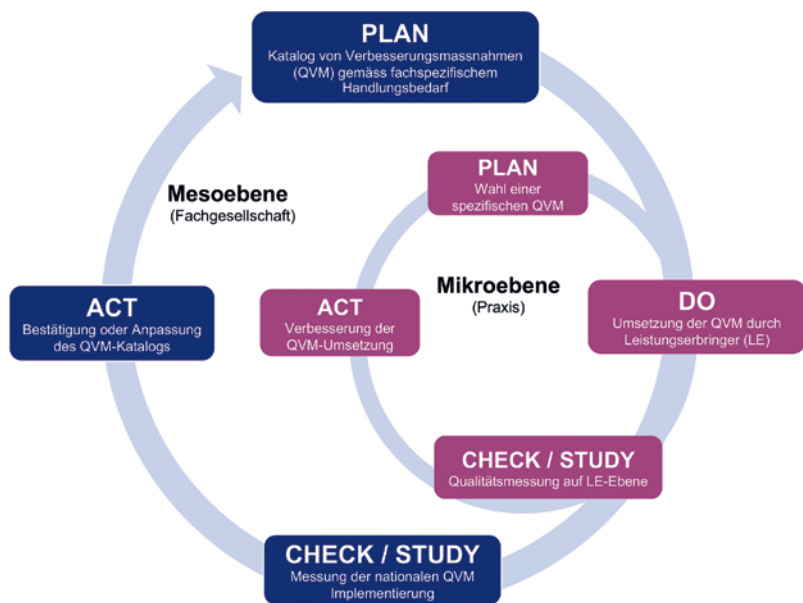 PLAN
Katalog von Verbesserungsmassnahmen
(QVM) gemäss fachspezifischem
Handlungsbedarf
PLAN
Wahl einer
spezifischen QVM
Mesoebene
(Fachgesellschaft)
Mikroebene
(Praxis)
ACT
Bestätigung oder Anpassung
des QVM-Katalogs
ACT
Verbesserung der
QVM-Umsetzung
DO
Umsetzung der QVM durch
Leistungserbringer (LE)
CHECK / STUDY
Qualitätsmessung auf LE-Ebene
CHECK / STUDY
Messung der nationalen QVM
Implementierung